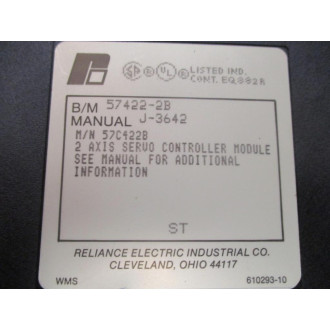 LISTED IND.
CONT. EQ.892A
B/M 57422-2B
MANUAL J-3642
M/N 57C422B
2 AXIS SERVO CONTROLLER MODULE
SEE MANUAL FOR ADDITIONAL
INFORMATION
ST
RELIANCE ELECTRIC INDUSTRIAL CO.
CLEVELAND, OHIO 44117
WMS 610293-10